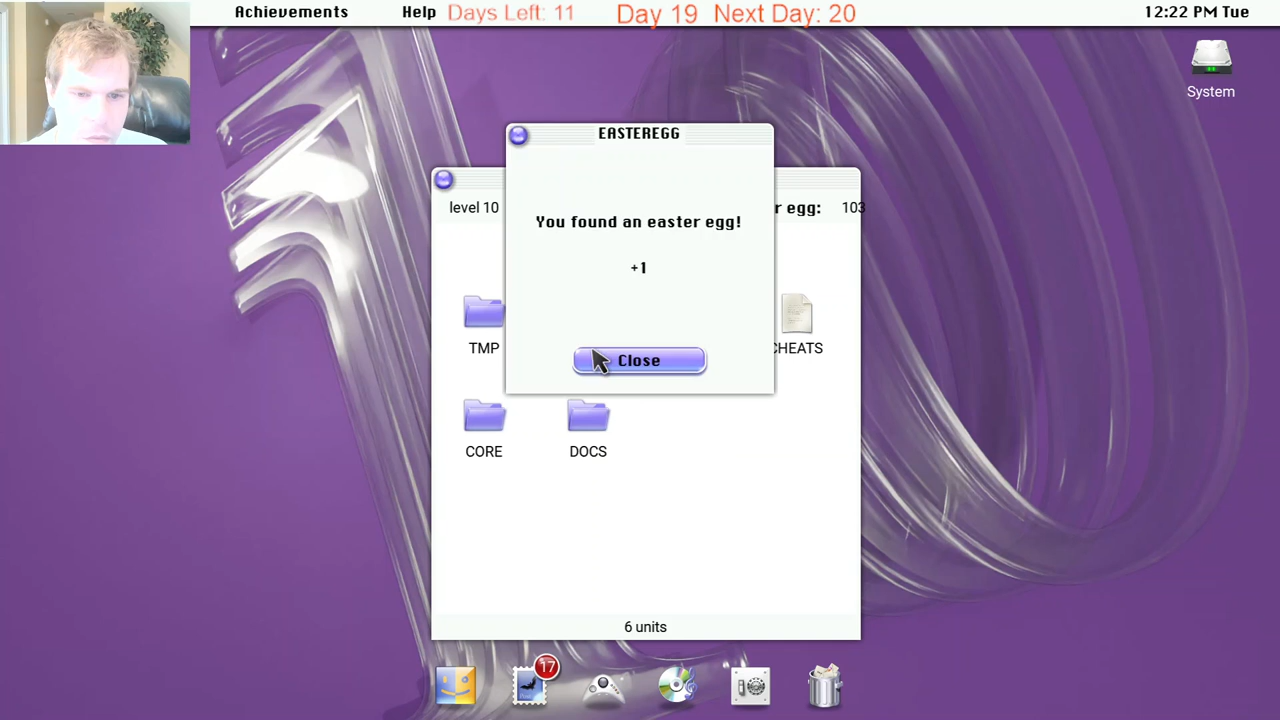 Achievements Help Days Left: 11 Day 19 Next Day: 20 12:22 PM Tue
System
EASTEREGG
level 10 r egg: 103
You found an easter egg!
+1
Close
TMP CHEATS
CORE DOCS
6 units
17